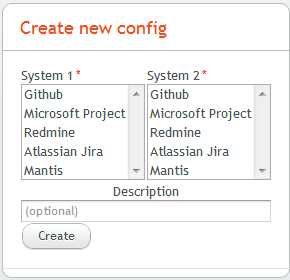 Create new config
System 1 * System 2 *
Github Github
Microsoft Project Microsoft Project
Redmine Redmine
Atlassian Jira Atlassian Jira
Mantis Mantis
Description
(optional)
Create